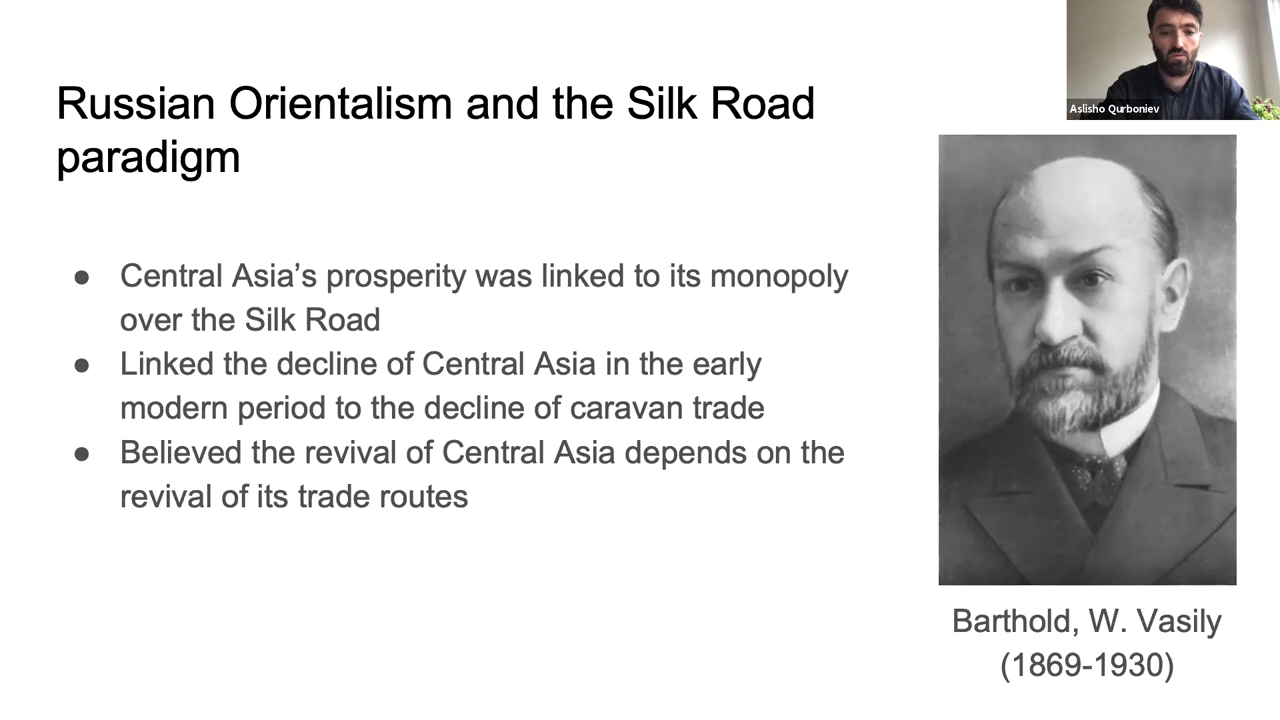 Aslisho Qurboniev
Russian Orientalism and the Silk Road
paradigm
● Central Asia’s prosperity was linked to its monopoly
over the Silk Road
● Linked the decline of Central Asia in the early
modern period to the decline of caravan trade
● Believed the revival of Central Asia depends on the
revival of its trade routes
Barthold, W. Vasily
(1869-1930)